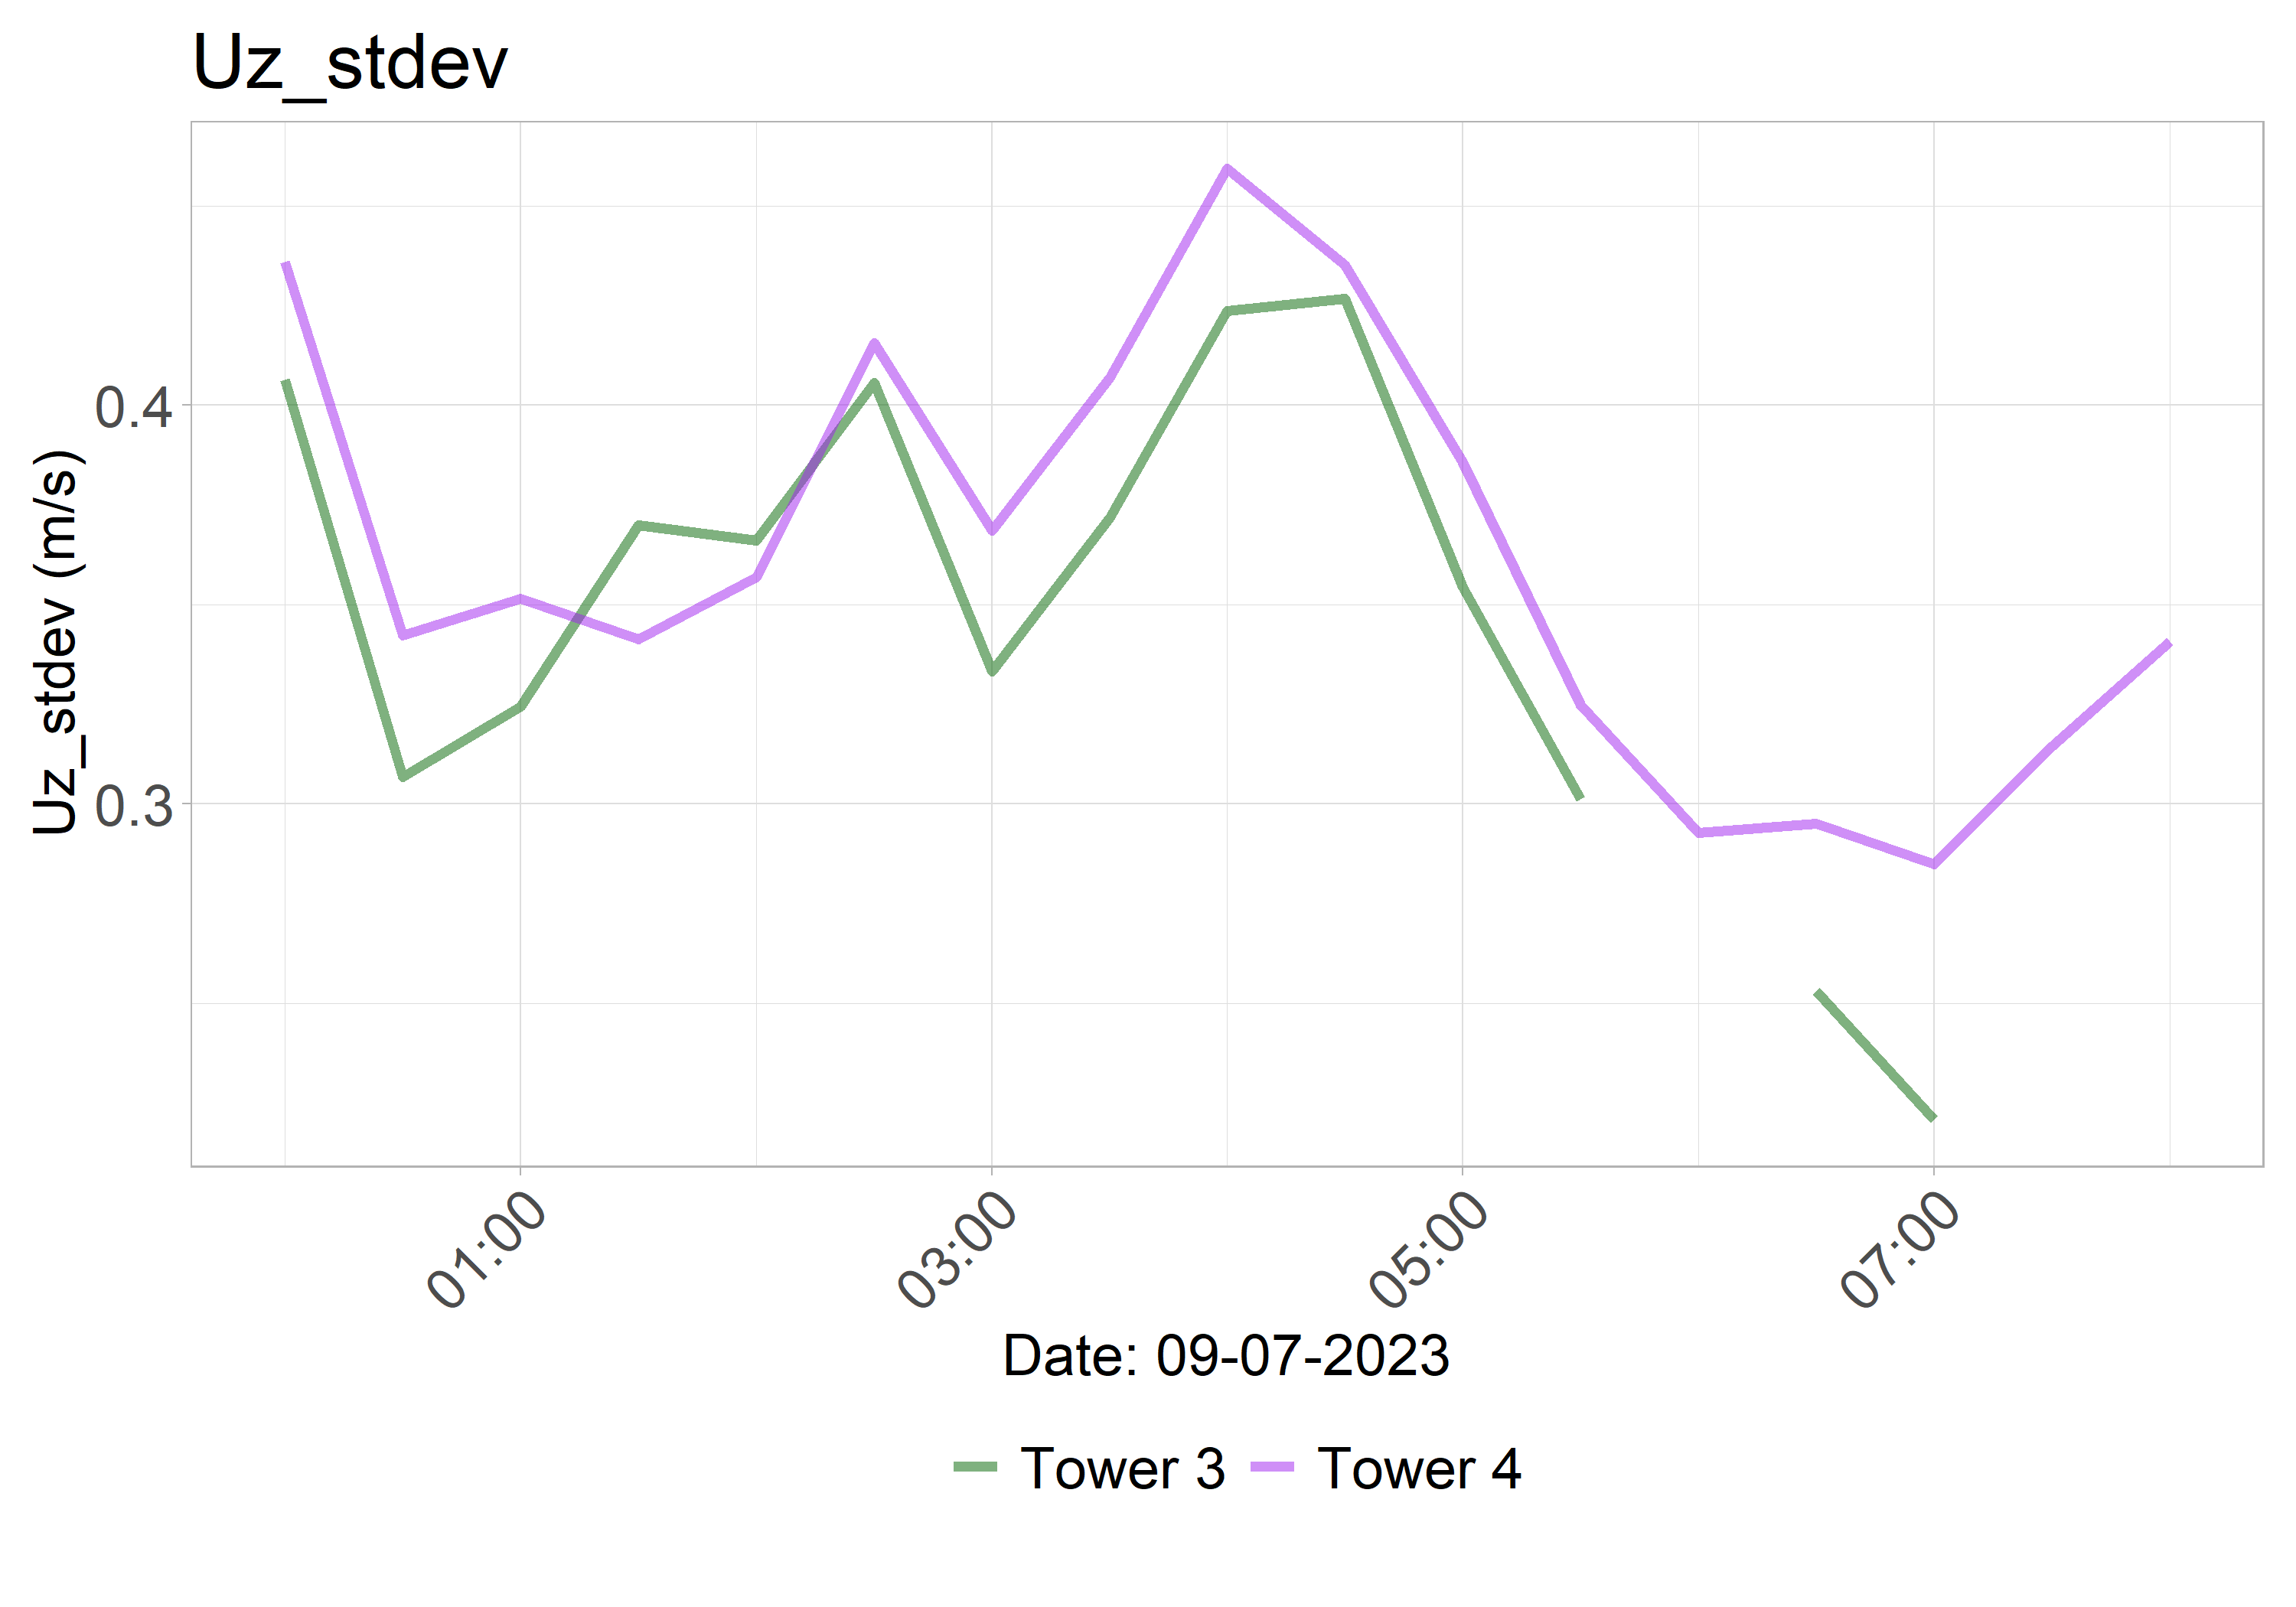 Uz_stdev
Uz_stdev (m/s)
0.4
0.3
01:00
03:00
05:00
07:00
Date: 09-07-2023
Tower 3
Tower 4